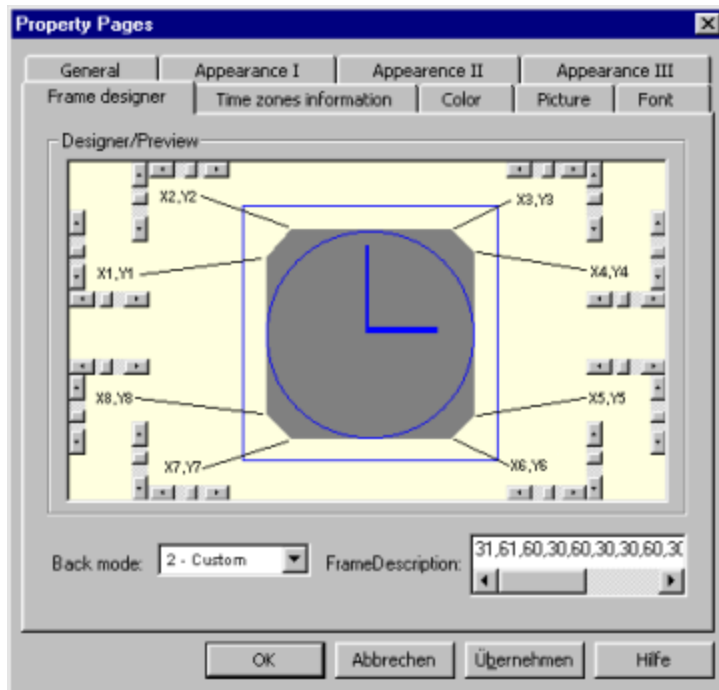 Property Pages
General Appearance I Appearence II Appearance III
Frame designer Time zones information Color Picture Font
Designer/Preview
X2,Y2 X3,Y3
X1,Y1 X4,Y4
X8,Y8 X5,Y5
X7,Y7 X6,Y6
Back mode: 2 - Custom FrameDescription: 31,61,60,30,60,30,30,60,30
OK Abbrechen Übernehmen Hilfe